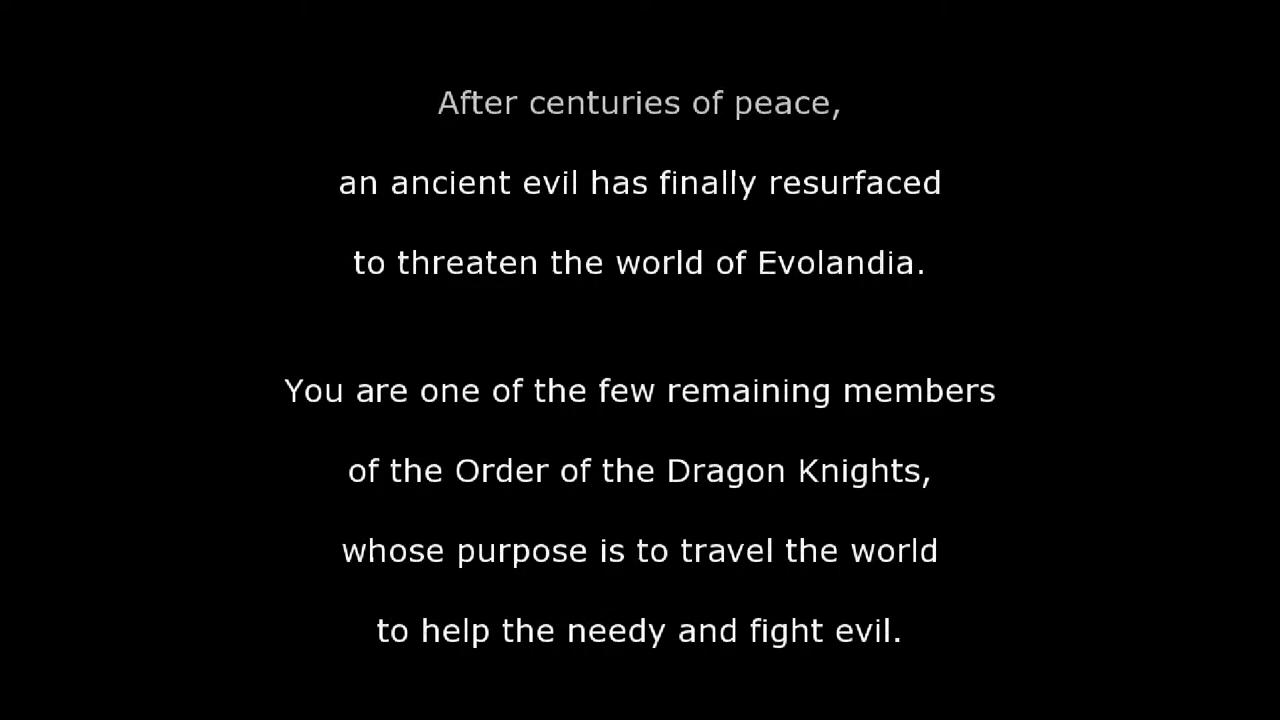 After centuries of peace,
an ancient evil has finally resurfaced
to threaten the world of Evolandia.
You are one of the few remaining members
of the Order of the Dragon Knights,
whose purpose is to travel the world
to help the needy and fight evil.